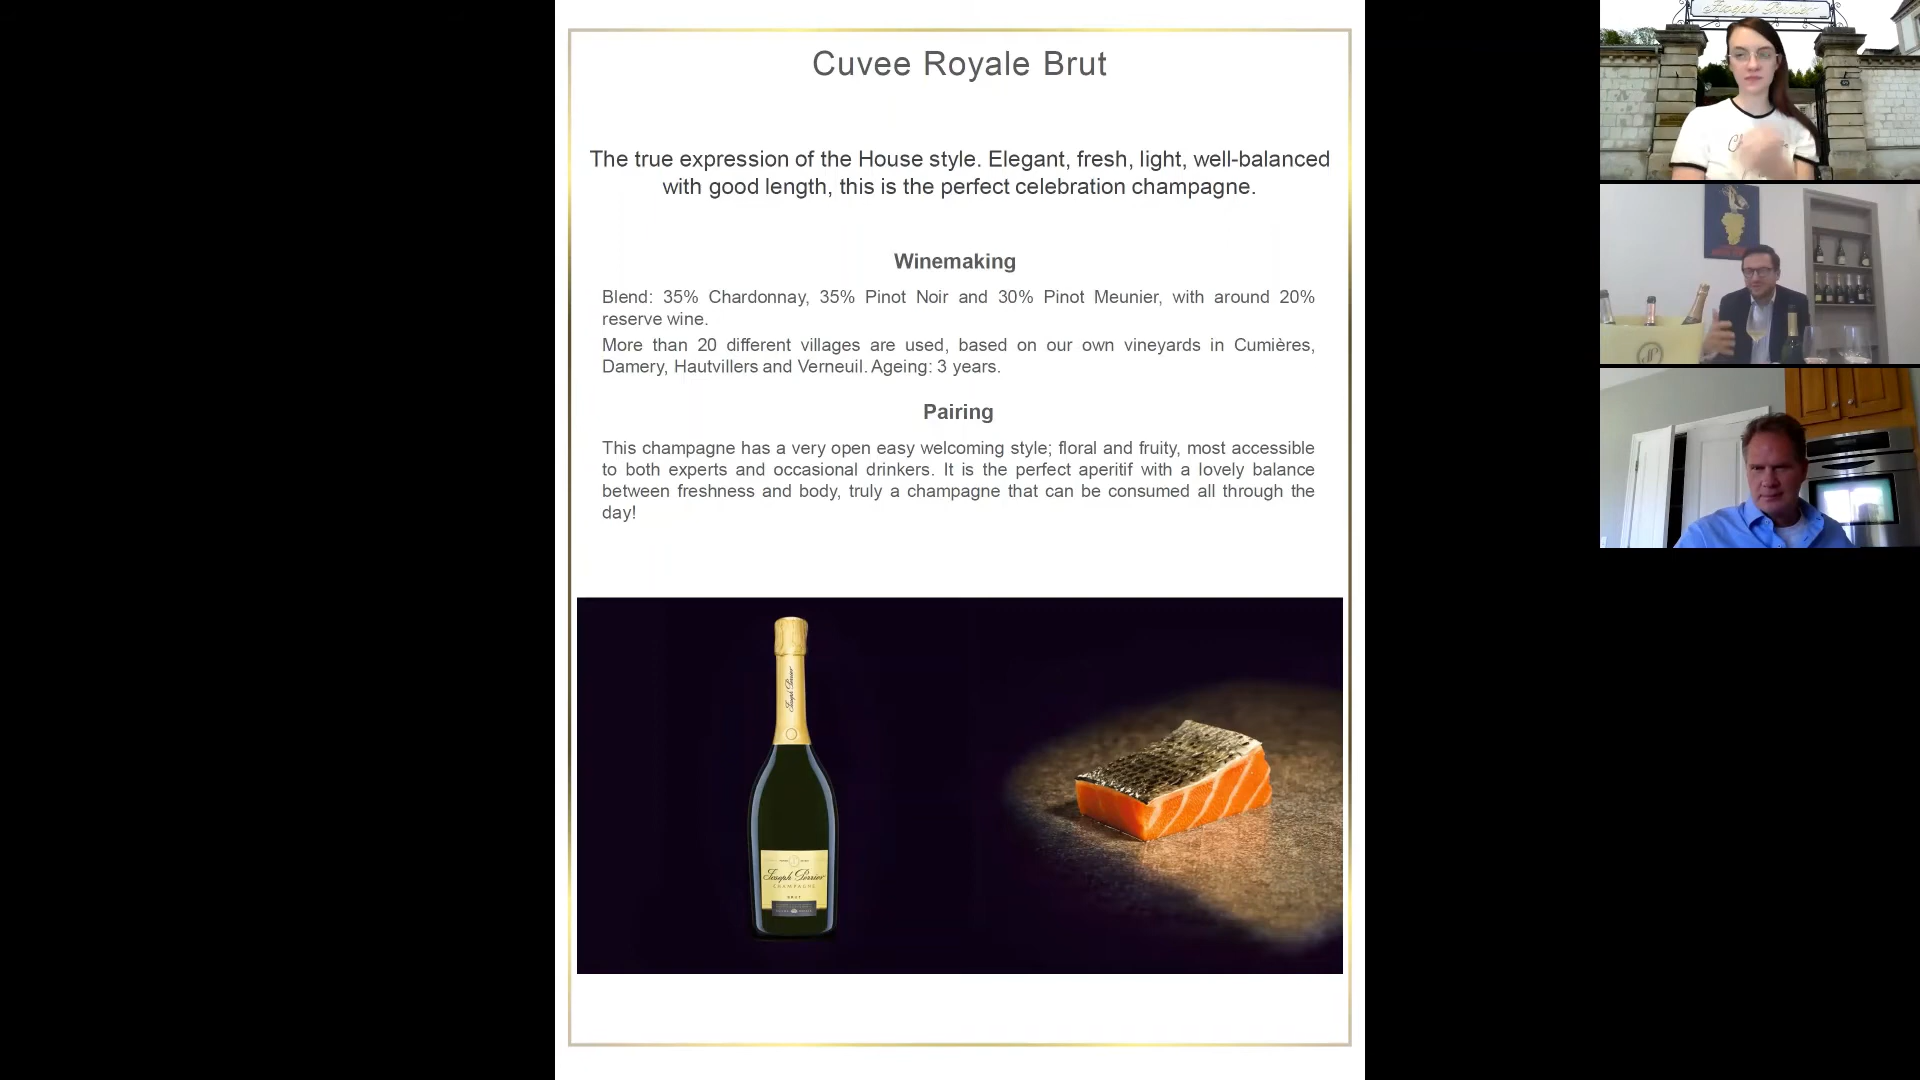 Cuvee Royale Brut
The true expression of the House style. Elegant, fresh, light, well-balanced
with good length, this is the perfect celebration champagne.
Winemaking
Blend: 35% Chardonnay, 35% Pinot Noir and 30% Pinot Meunier, with around 20%
reserve wine.
More than 20 different villages are used, based on our own vineyards in Cumières,
Damery, Hautvillers and Verneuil. Ageing: 3 years.
Pairing
This champagne has a very open easy welcoming style; floral and fruity, most accessible
to both experts and occasional drinkers. It is the perfect aperitif with a lovely balance
between freshness and body, truly a champagne that can be consumed all through the
day!
Joseph Perrier
Joseph Perrier
CHAMPAGNE
BRUT
Joseph Perrier